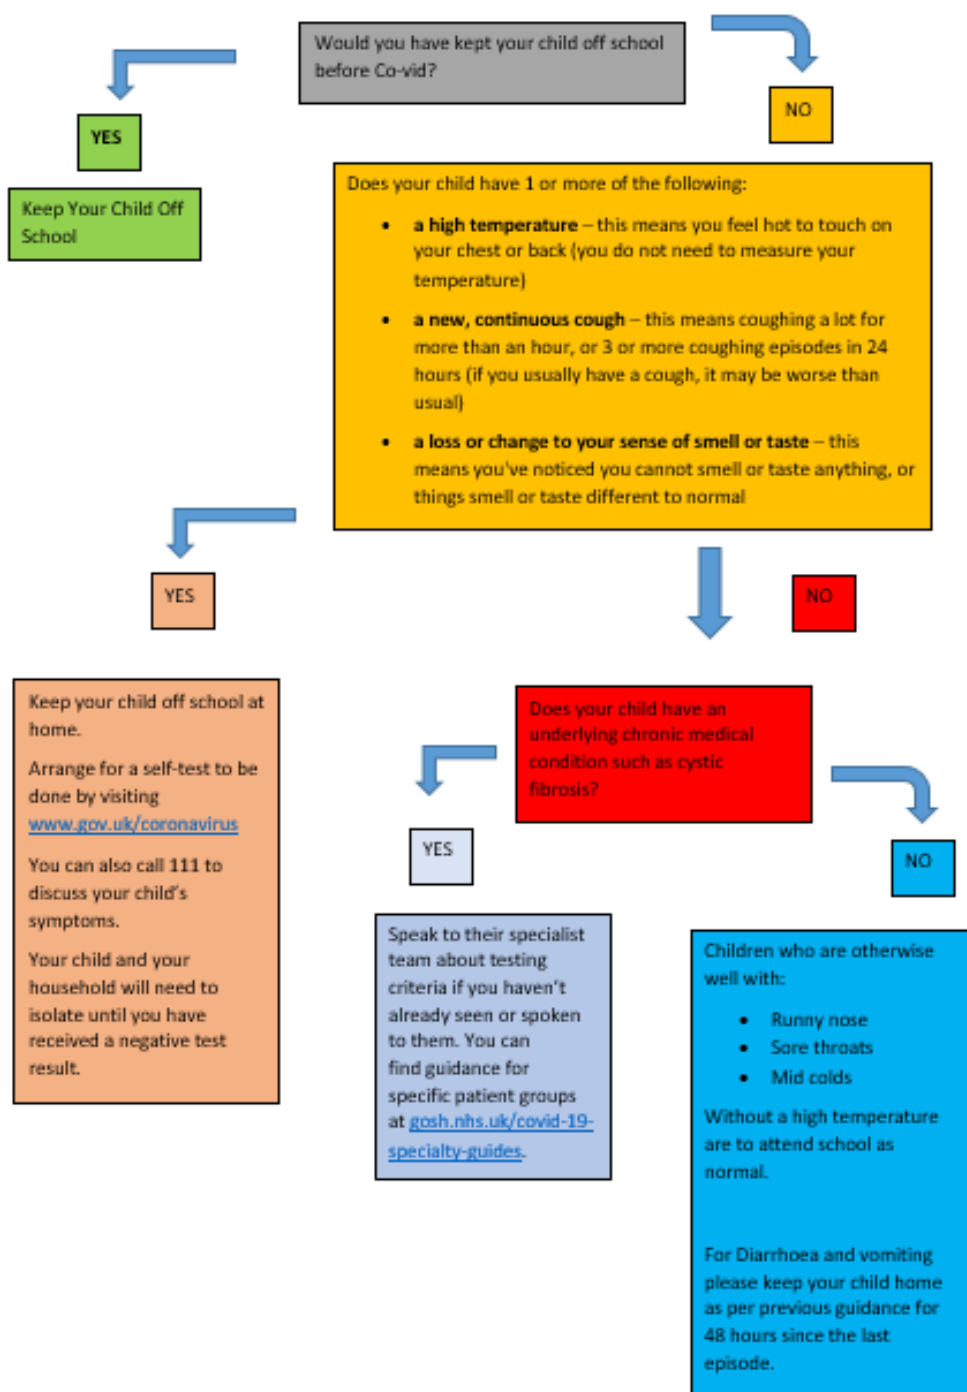 Would you have kept your child off school
before Co-vid?
YES
NO
Keep Your Child Off
School
Does your child have 1 or more of the following:
• a high temperature – this means you feel hot to touch on
your chest or back (you do not need to measure your
temperature)
• a new, continuous cough – this means coughing a lot for
more than an hour, or 3 or more coughing episodes in 24
hours (if you usually have a cough, it may be worse than
usual)
• a loss or change to your sense of smell or taste – this
means you've noticed you cannot smell or taste anything, or
things smell or taste different to normal
YES
NO
Keep your child off school at
home.
Arrange for a self-test to be
done by visiting
www.gov.uk/coronavirus
You can also call 111 to
discuss your child's
symptoms.
Your child and your
household will need to
isolate until you have
received a negative test
result.
Does your child have an
underlying chronic medical
condition such as cystic
fibrosis?
YES
NO
Speak to their specialist
team about testing
criteria if you haven't
already seen or spoken
to them. You can
find guidance for
specific patient groups
at gosh.nhs.uk/covid-19-
specialty-guides.
Children who are otherwise
well with:
• Runny nose
• Sore throats
• Mid colds
Without a high temperature
are to attend school as
normal.
For Diarrhoea and vomiting
please keep your child home
as per previous guidance for
48 hours since the last
episode.